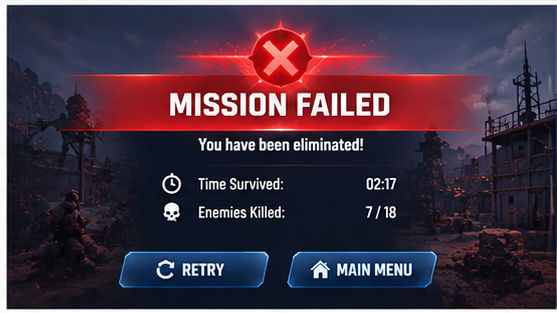 MISSION FAILED
You have been eliminated!
Time Survived: 02:17
Enemies Killed: 7 / 18
RETRY
MAIN MENU